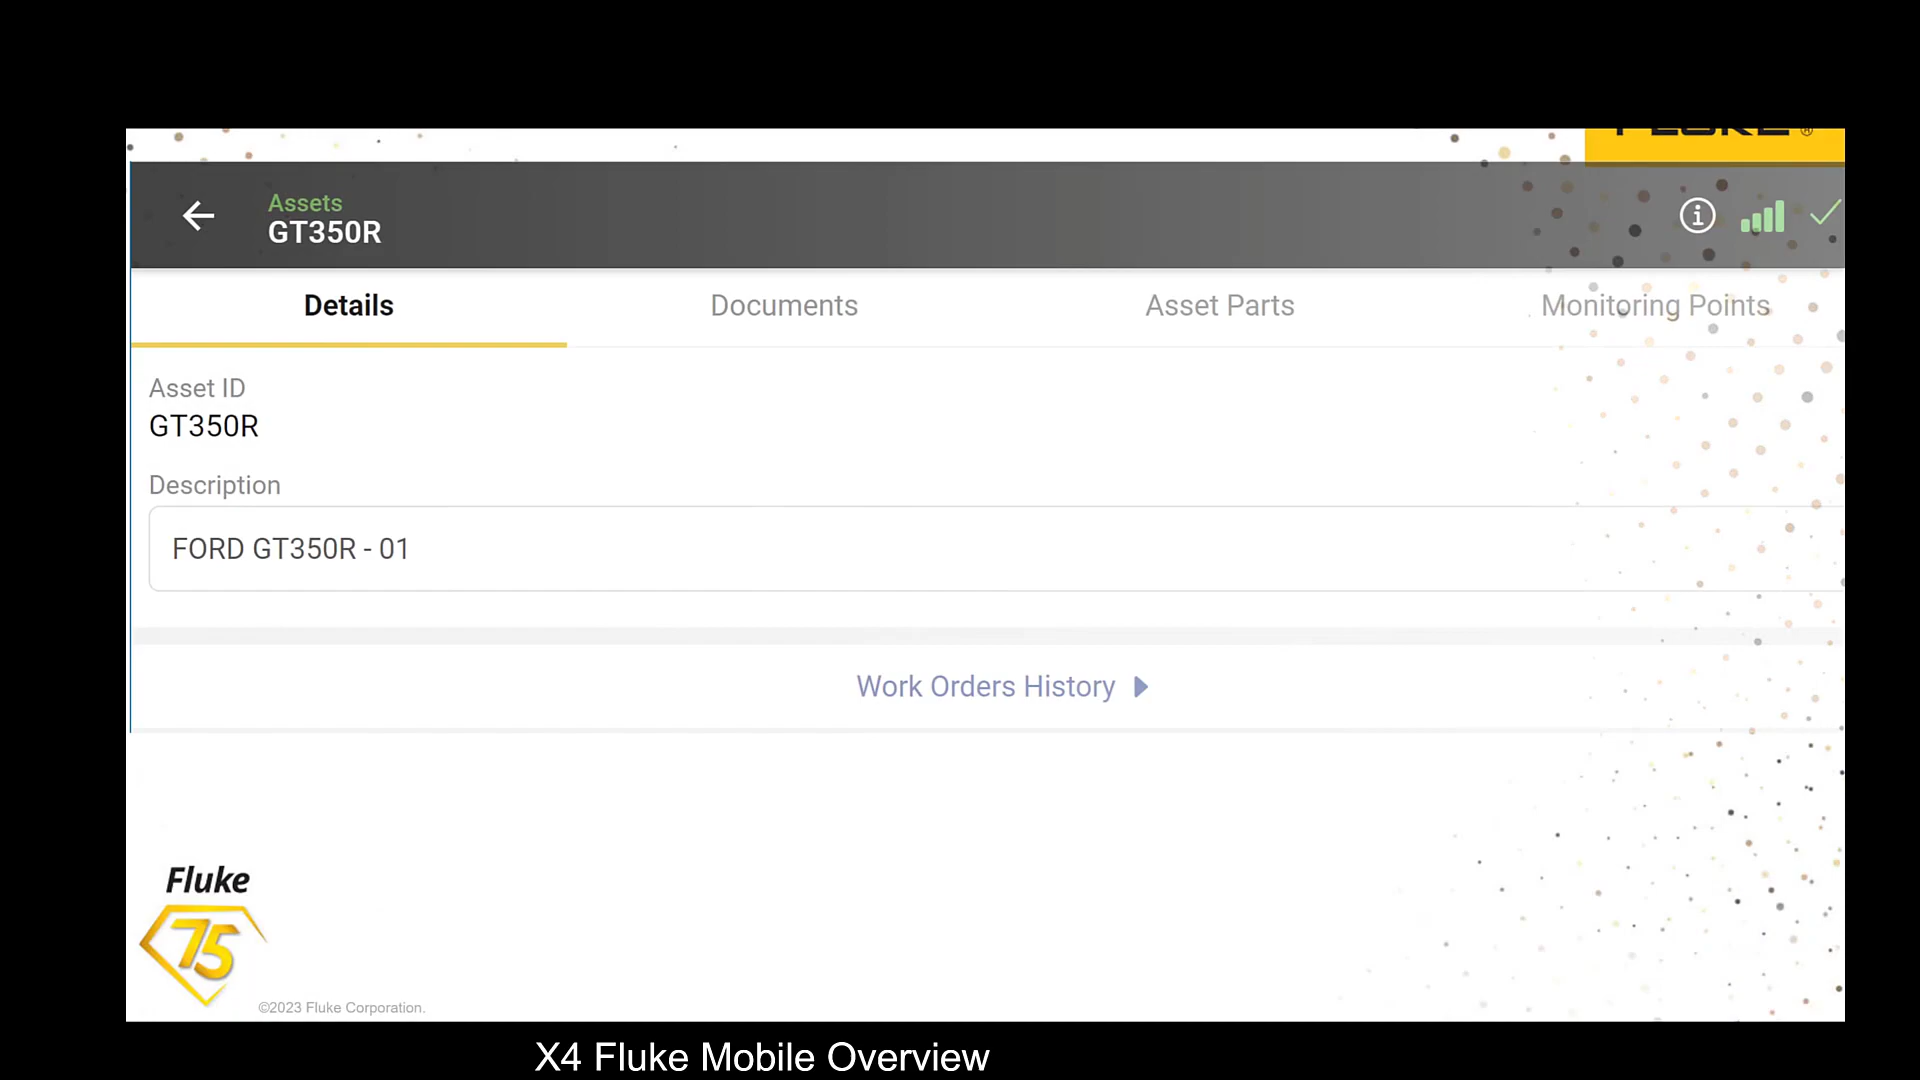 FLUKE ®
Assets
GT350R
Details
Documents
Asset Parts
Monitoring Points
Asset ID
GT350R
Description
FORD GT350R - 01
Work Orders History
Fluke
75
©2023 Fluke Corporation.
X4 Fluke Mobile Overview